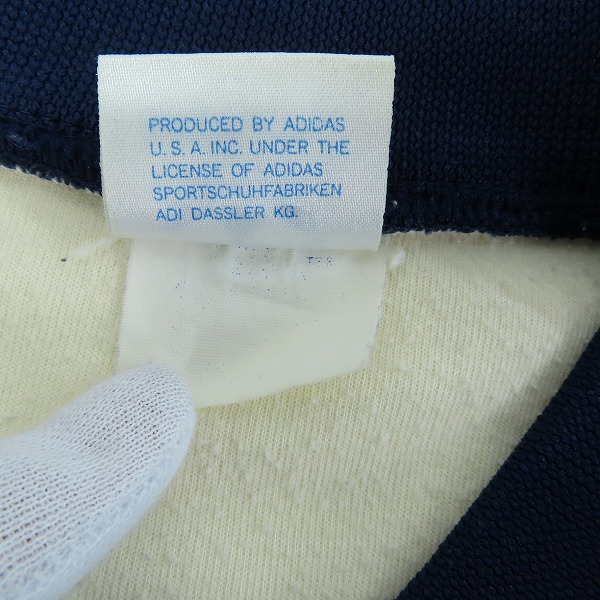 PRODUCED BY ADIDAS
U.S.A. INC. UNDER THE
LICENSE OF ADIDAS
SPORTSCHUHFABRIKEN
ADI DASSLER KG.